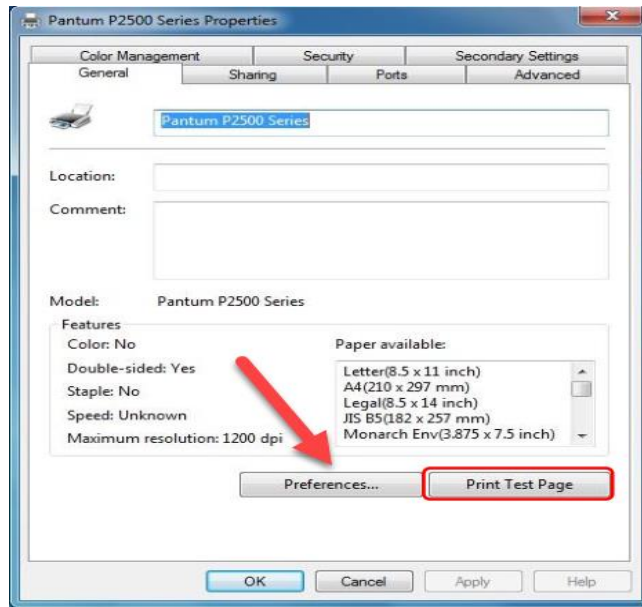 Pantum P2500 Series Properties
Color Management Security Secondary Settings
General Sharing Ports Advanced
Pantum P2500 Series
Location:
Comment:
Model: Pantum P2500 Series
Features
Color: No
Double-sided: Yes
Staple: No
Speed: Unknown
Maximum resolution: 1200 dpi
Paper available:
Letter(8.5 x 11 inch)
A4(210 x 297 mm)
Legal(8.5 x 14 inch)
JIS B5(182 x 257 mm)
Monarch Env(3.875 x 7.5 inch)
Preferences... Print Test Page
OK Cancel Apply Help